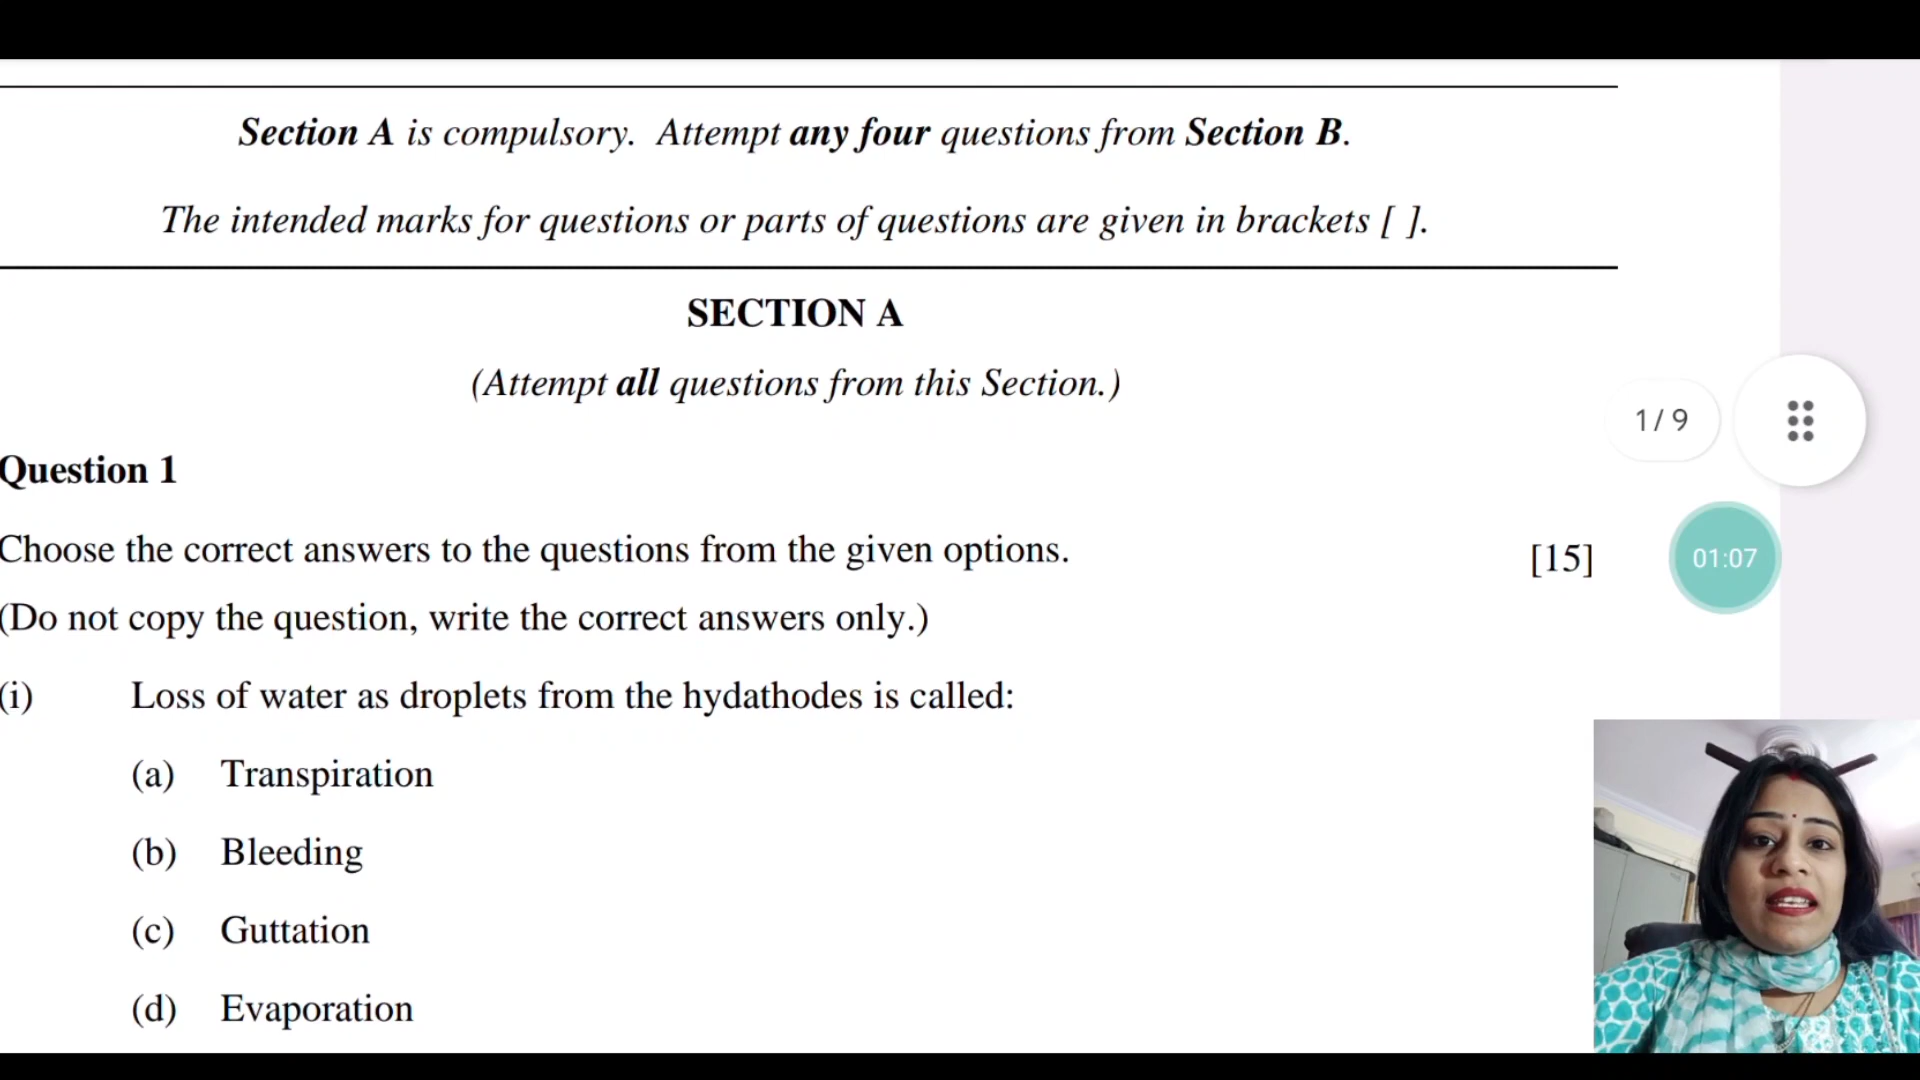 Section A is compulsory. Attempt any four questions from Section B.
The intended marks for questions or parts of questions are given in brackets [ ].
SECTION A
(Attempt all questions from this Section.)
1 / 9
Question 1
Choose the correct answers to the questions from the given options.
[15]
01:07
(Do not copy the question, write the correct answers only.)
(i) Loss of water as droplets from the hydathodes is called:
(a) Transpiration
(b) Bleeding
(c) Guttation
(d) Evaporation